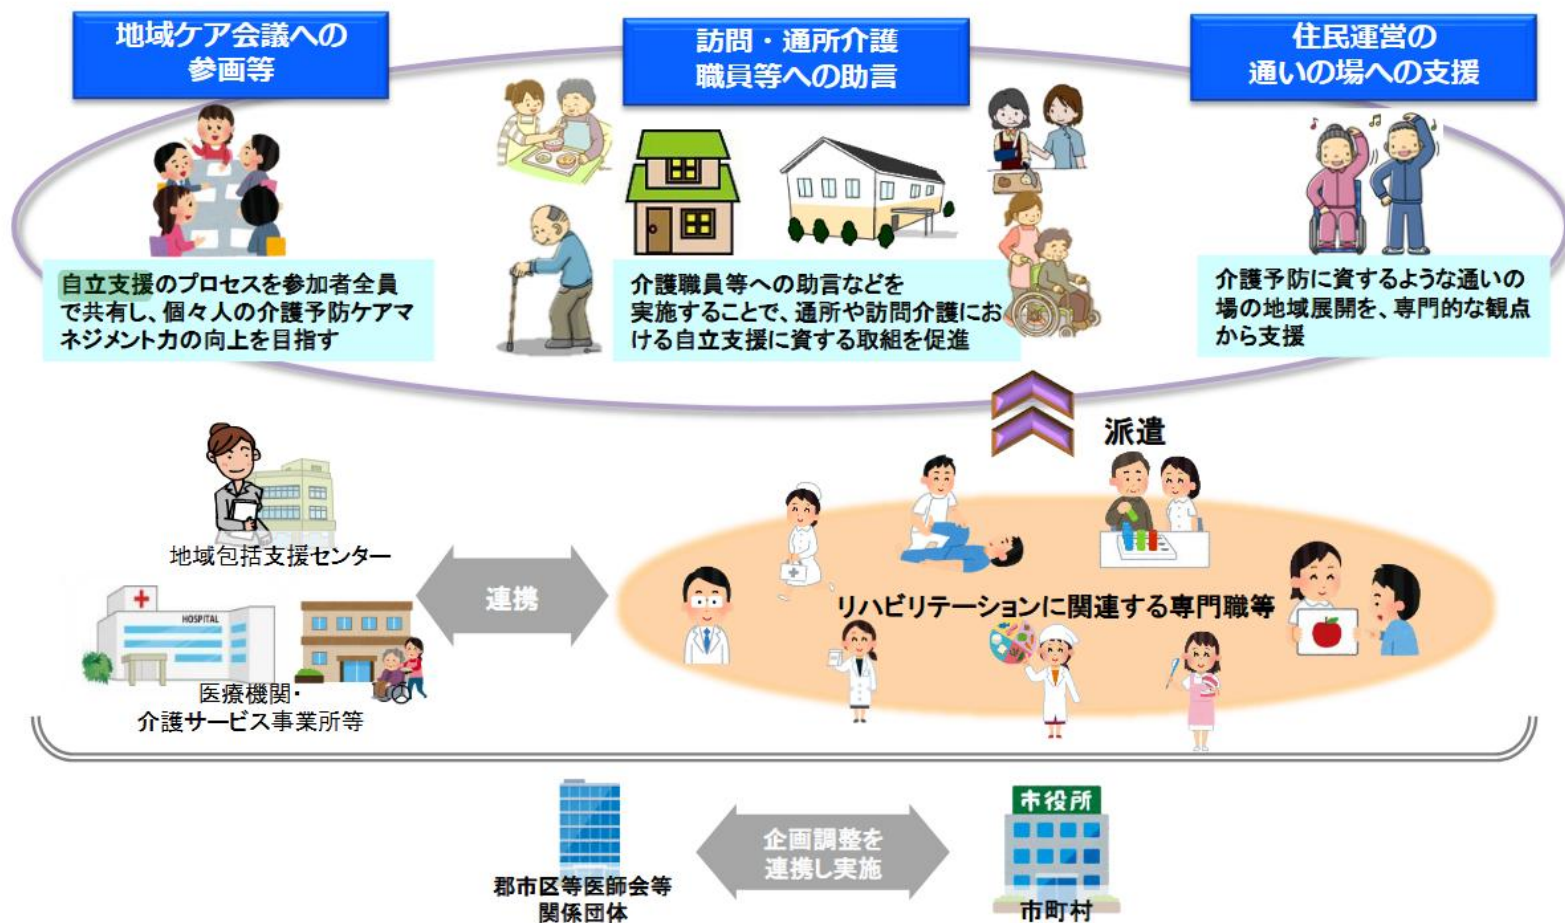 地域ケア会議への
参画等
訪問・通所介護
職員等への助言
住民運営の
通いの場への支援
自立支援のプロセスを参加者全員
で共有し、個々人の介護予防ケアマ
ネジメント力の向上を目指す
介護職員等への助言などを
実施することで、通所や訪問介護にお
ける自立支援に資する取組を促進
介護予防に資するような通いの
場の地域展開を、専門的な観点
から支援
派遣
地域包括支援センター
連携
リハビリテーションに関連する専門職等
HOSPITAL
医療機関・
介護サービス事業所等
市役所
企画調整を
連携し実施
郡市区等医師会等
関係団体
市町村